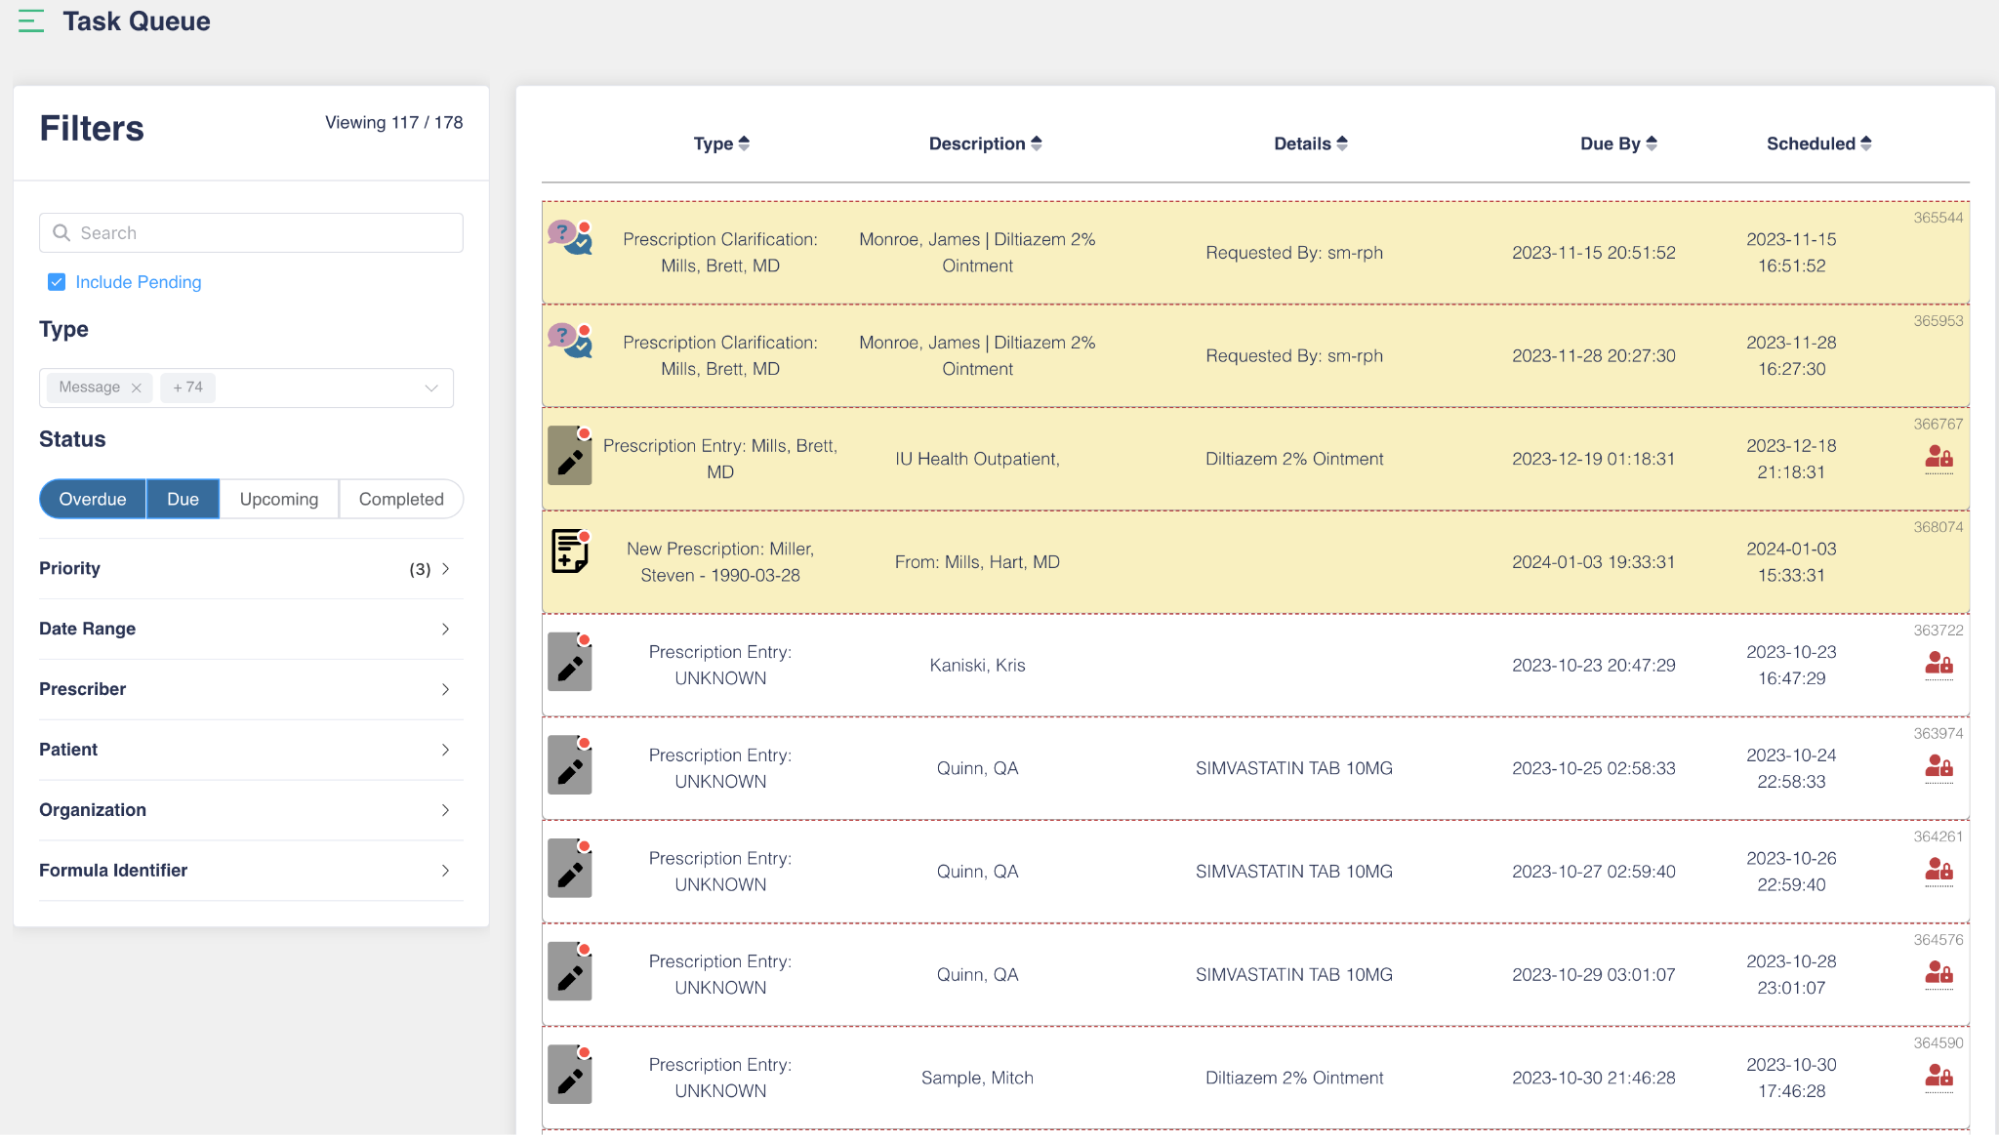 Task Queue
Filters
Viewing 117 / 178
Search
Include Pending
Type
Message
+ 74
Status
Overdue
Due
Upcoming
Completed
Priority
(3)
Date Range
Prescriber
Patient
Organization
Formula Identifier
Type
Description
Details
Due By
Scheduled
365544
Prescription Clarification:
Mills, Brett, MD
Monroe, James | Diltiazem 2%
Ointment
Requested By: sm-rph
2023-11-15 20:51:52
2023-11-15
16:51:52
365953
Prescription Clarification:
Mills, Brett, MD
Monroe, James | Diltiazem 2%
Ointment
Requested By: sm-rph
2023-11-28 20:27:30
2023-11-28
16:27:30
366767
Prescription Entry: Mills, Brett,
MD
IU Health Outpatient,
Diltiazem 2% Ointment
2023-12-19 01:18:31
2023-12-18
21:18:31
368074
New Prescription: Miller,
Steven - 1990-03-28
From: Mills, Hart, MD
2024-01-03 19:33:31
2024-01-03
15:33:31
363722
Prescription Entry:
UNKNOWN
Kaniski, Kris
2023-10-23 20:47:29
2023-10-23
16:47:29
363974
Prescription Entry:
UNKNOWN
Quinn, QA
SIMVASTATIN TAB 10MG
2023-10-25 02:58:33
2023-10-24
22:58:33
364261
Prescription Entry:
UNKNOWN
Quinn, QA
SIMVASTATIN TAB 10MG
2023-10-27 02:59:40
2023-10-26
22:59:40
364576
Prescription Entry:
UNKNOWN
Quinn, QA
SIMVASTATIN TAB 10MG
2023-10-29 03:01:07
2023-10-28
23:01:07
364590
Prescription Entry:
UNKNOWN
Sample, Mitch
Diltiazem 2% Ointment
2023-10-30 21:46:28
2023-10-30
17:46:28